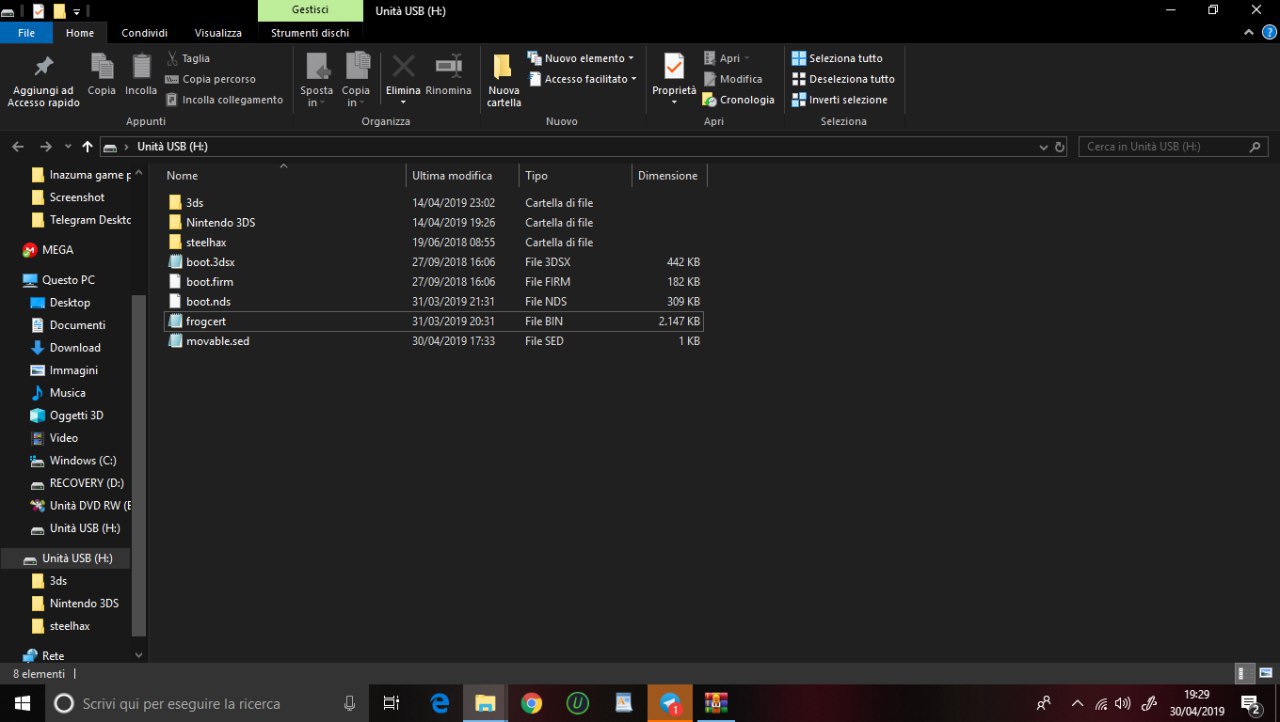 Gestisci
Unità USB (H:)
File
Home
Condividi
Visualizza
Strumenti dischi
Aggiungi ad
Accesso rapido
Copia
Incolla
Taglia
Copia percorso
Incolla collegamento
Appunti
Sposta
in
Copia
in
Elimina
Rinomina
Organizza
Nuova
cartella
Nuovo elemento
Accesso facilitato
Nuovo
Proprietà
Apri
Modifica
Cronologia
Apri
Seleziona tutto
Deseleziona tutto
Inverti selezione
Seleziona
Unità USB (H:)
Cerca in Unità USB (H:)
Inazuma game p
Screenshot
Telegram Deskto
MEGA
Questo PC
Desktop
Documenti
Download
Immagini
Musica
Oggetti 3D
Video
Windows (C:)
RECOVERY (D:)
Unità DVD RW (E
Unità USB (H:)
Unità USB (H:)
3ds
Nintendo 3DS
steelhax
Rete
Nome Ultima modifica Tipo Dimensione
3ds 14/04/2019 23:02 Cartella di file
Nintendo 3DS 14/04/2019 19:26 Cartella di file
steelhax 19/06/2018 08:55 Cartella di file
boot.3dsx 27/09/2018 16:06 File 3DSX 442 KB
boot.firm 27/09/2018 16:06 File FIRM 182 KB
boot.nds 31/03/2019 21:31 File NDS 309 KB
frogcert 31/03/2019 20:31 File BIN 2.147 KB
movable.sed 30/04/2019 17:33 File SED 1 KB
8 elementi
Scrivi qui per eseguire la ricerca
1
19:29
30/04/2019
2